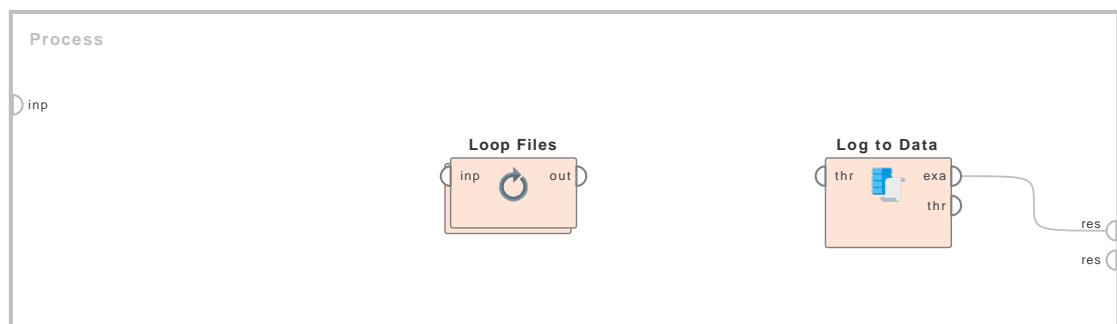 Process
inp
Loop Files
inp out
Log to Data
thr exa
thr
res
res